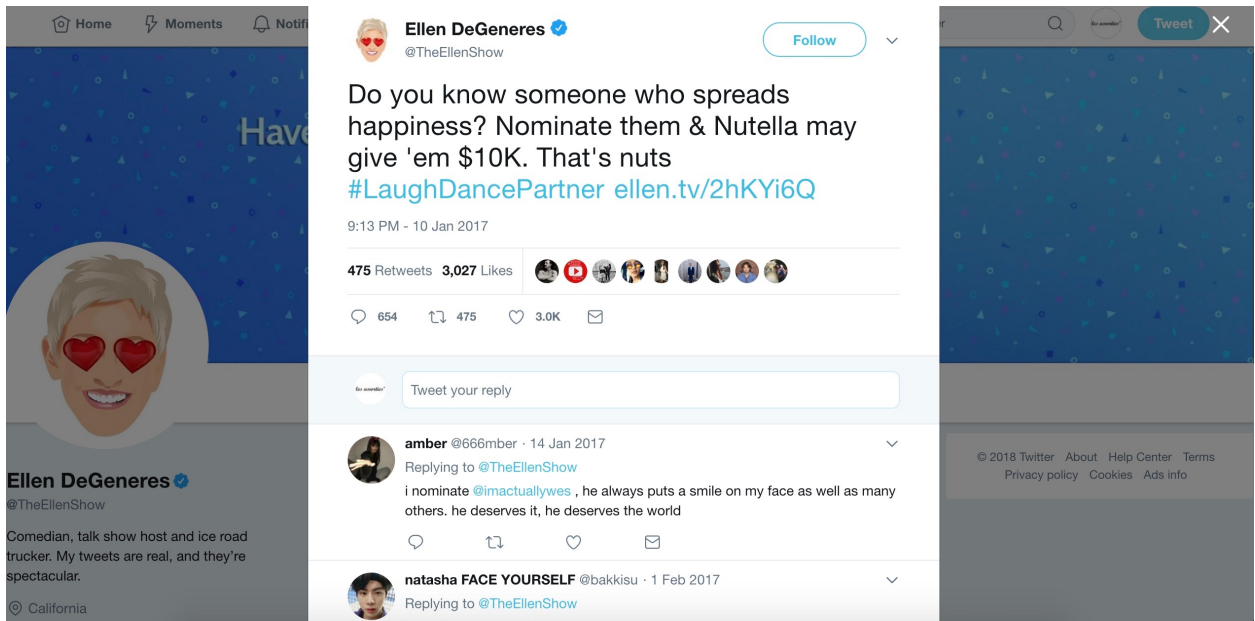 Home
Moments
Notifi
Tweet
Have
Ellen DeGeneres
@TheEllenShow
Follow
Do you know someone who spreads
happiness? Nominate them & Nutella may
give 'em $10K. That's nuts
#LaughDancePartner ellen.tv/2hKYi6Q
9:13 PM - 10 Jan 2017
475 Retweets 3,027 Likes
654 475 3.0K
Tweet your reply
amber @666mber · 14 Jan 2017
Replying to @TheEllenShow
i nominate @imactuallywes , he always puts a smile on my face as well as many
others. he deserves it, he deserves the world
natasha FACE YOURSELF @bakkisu · 1 Feb 2017
Replying to @TheEllenShow
Ellen DeGeneres
@TheEllenShow
Comedian, talk show host and ice road
trucker. My tweets are real, and they're
spectacular.
California
© 2018 Twitter About Help Center Terms
Privacy policy Cookies Ads info